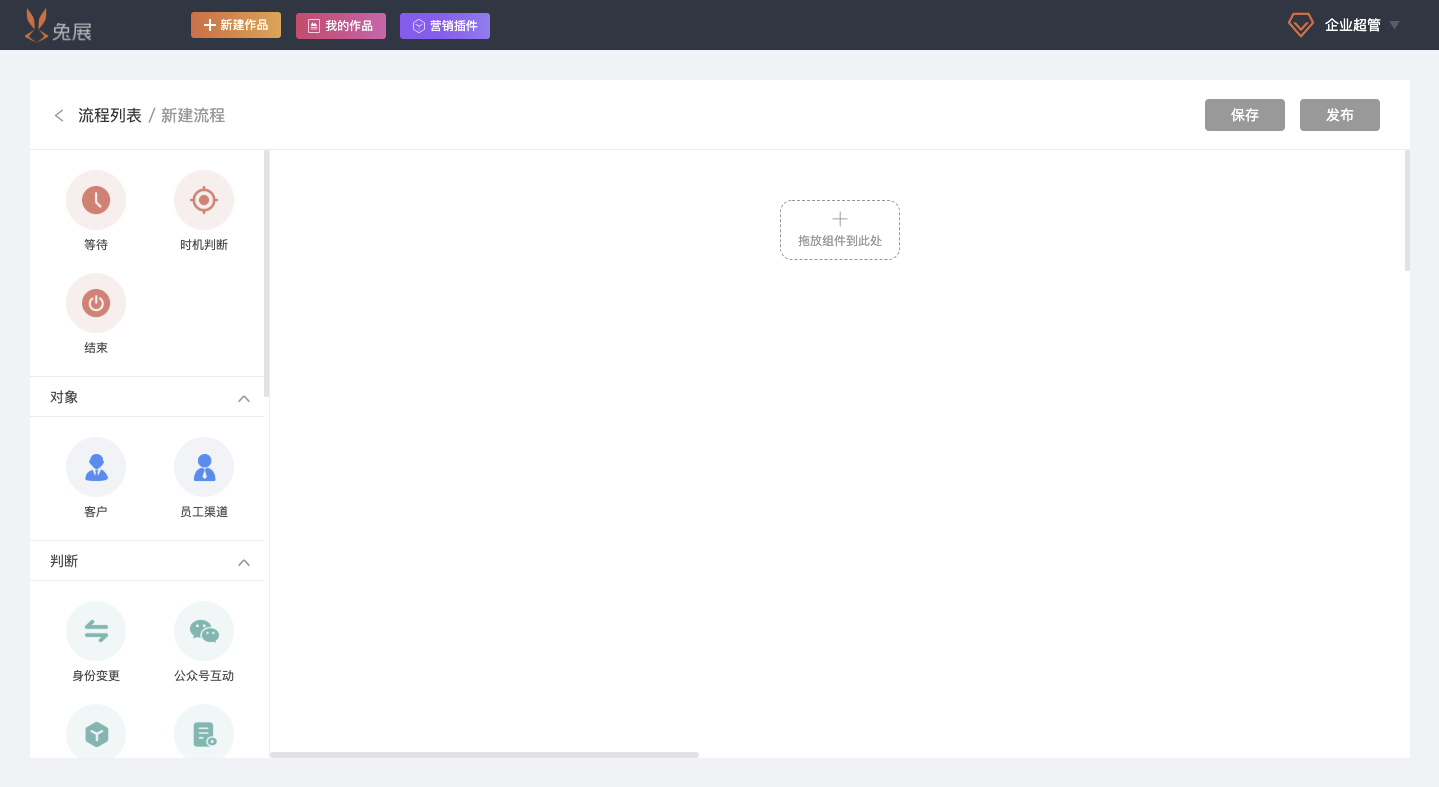 兔展
新建作品
我的作品
营销插件
企业超管
流程列表 / 新建流程
保存
发布
等待
时机判断
结束
对象
客户
员工渠道
判断
身份变更
公众号互动
拖放组件到此处